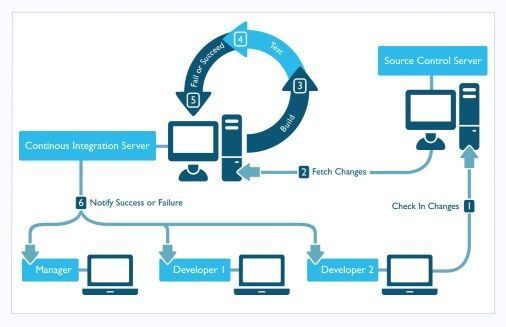 4
Test
Fail or Succeed
Source Control Server
3
5
Build
Continous Integration Server
2 Fetch Changes
6 Notify Success or Failure
Check In Changes 1
Manager
Developer 1
Developer 2